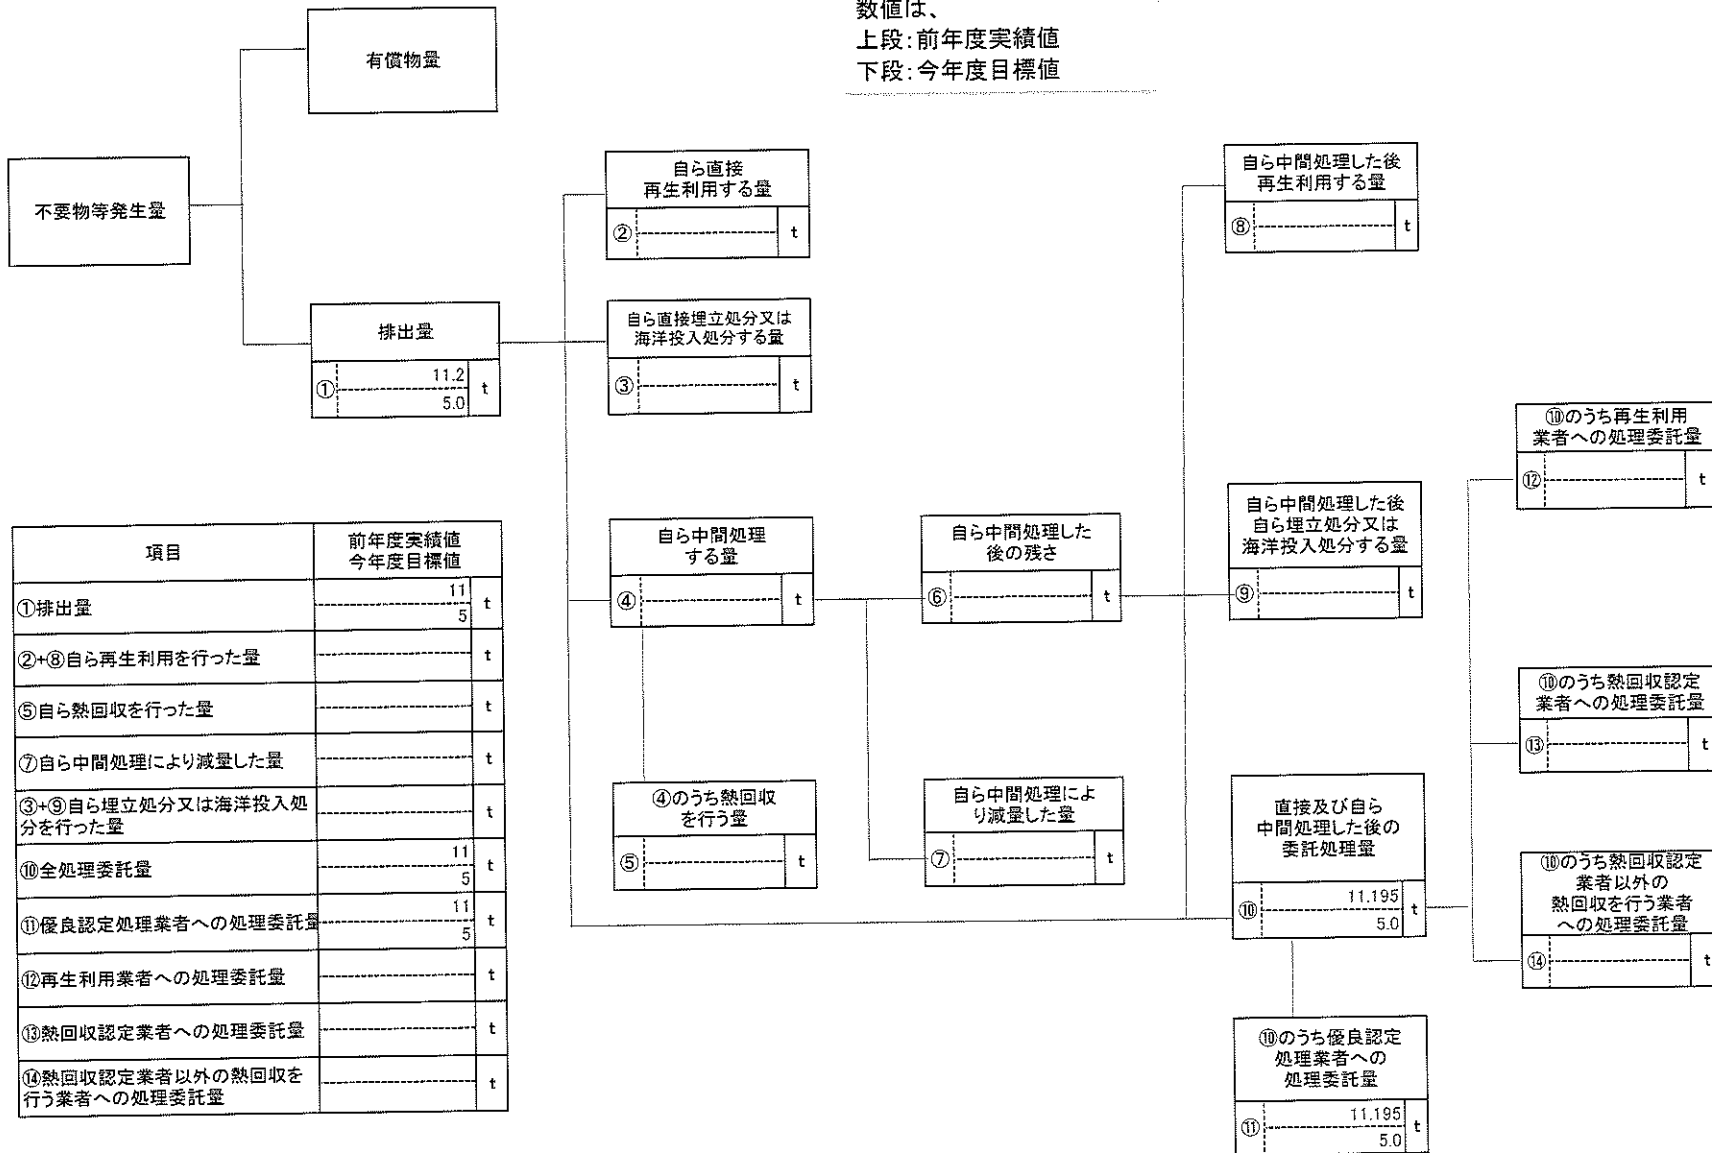 数値は、
上段:前年度実績値
下段:今年度目標値
有償物量
不要物等発生量
排出量
①
11.2
5.0
t
自ら直接
再生利用する量
②
t
自ら直接埋立処分又は
海洋投入処分する量
③
t
自ら中間処理
する量
④
t
④のうち熱回収
を行う量
⑤
t
自ら中間処理した
後の残さ
⑥
t
自ら中間処理によ
り減量した量
⑦
t
自ら中間処理した後
再生利用する量
⑧
t
自ら中間処理した後
自ら埋立処分又は
海洋投入処分する量
⑨
t
直接及び自ら
中間処理した後の
委託処理量
⑩
11.195
5.0
t
⑩のうち優良認定
処理業者への
処理委託量
⑪
11.195
5.0
t
⑩のうち再生利用
業者への処理委託量
⑫
t
⑩のうち熱回収認定
業者への処理委託量
⑬
t
⑩のうち熱回収認定
業者以外の
熱回収を行う業者
への処理委託量
⑭
t
項目
前年度実績値
今年度目標値
①排出量
11
5
t
②+⑧自ら再生利用を行った量
t
⑤自ら熱回収を行った量
t
⑦自ら中間処理により減量した量
t
③+⑨自ら埋立処分又は海洋投入処
分を行った量
t
⑩全処理委託量
11
5
t
⑪優良認定処理業者への処理委託量
11
5
t
⑫再生利用業者への処理委託量
t
⑬熱回収認定業者への処理委託量
t
⑭熱回収認定業者以外の熱回収を
行う業者への処理委託量
t